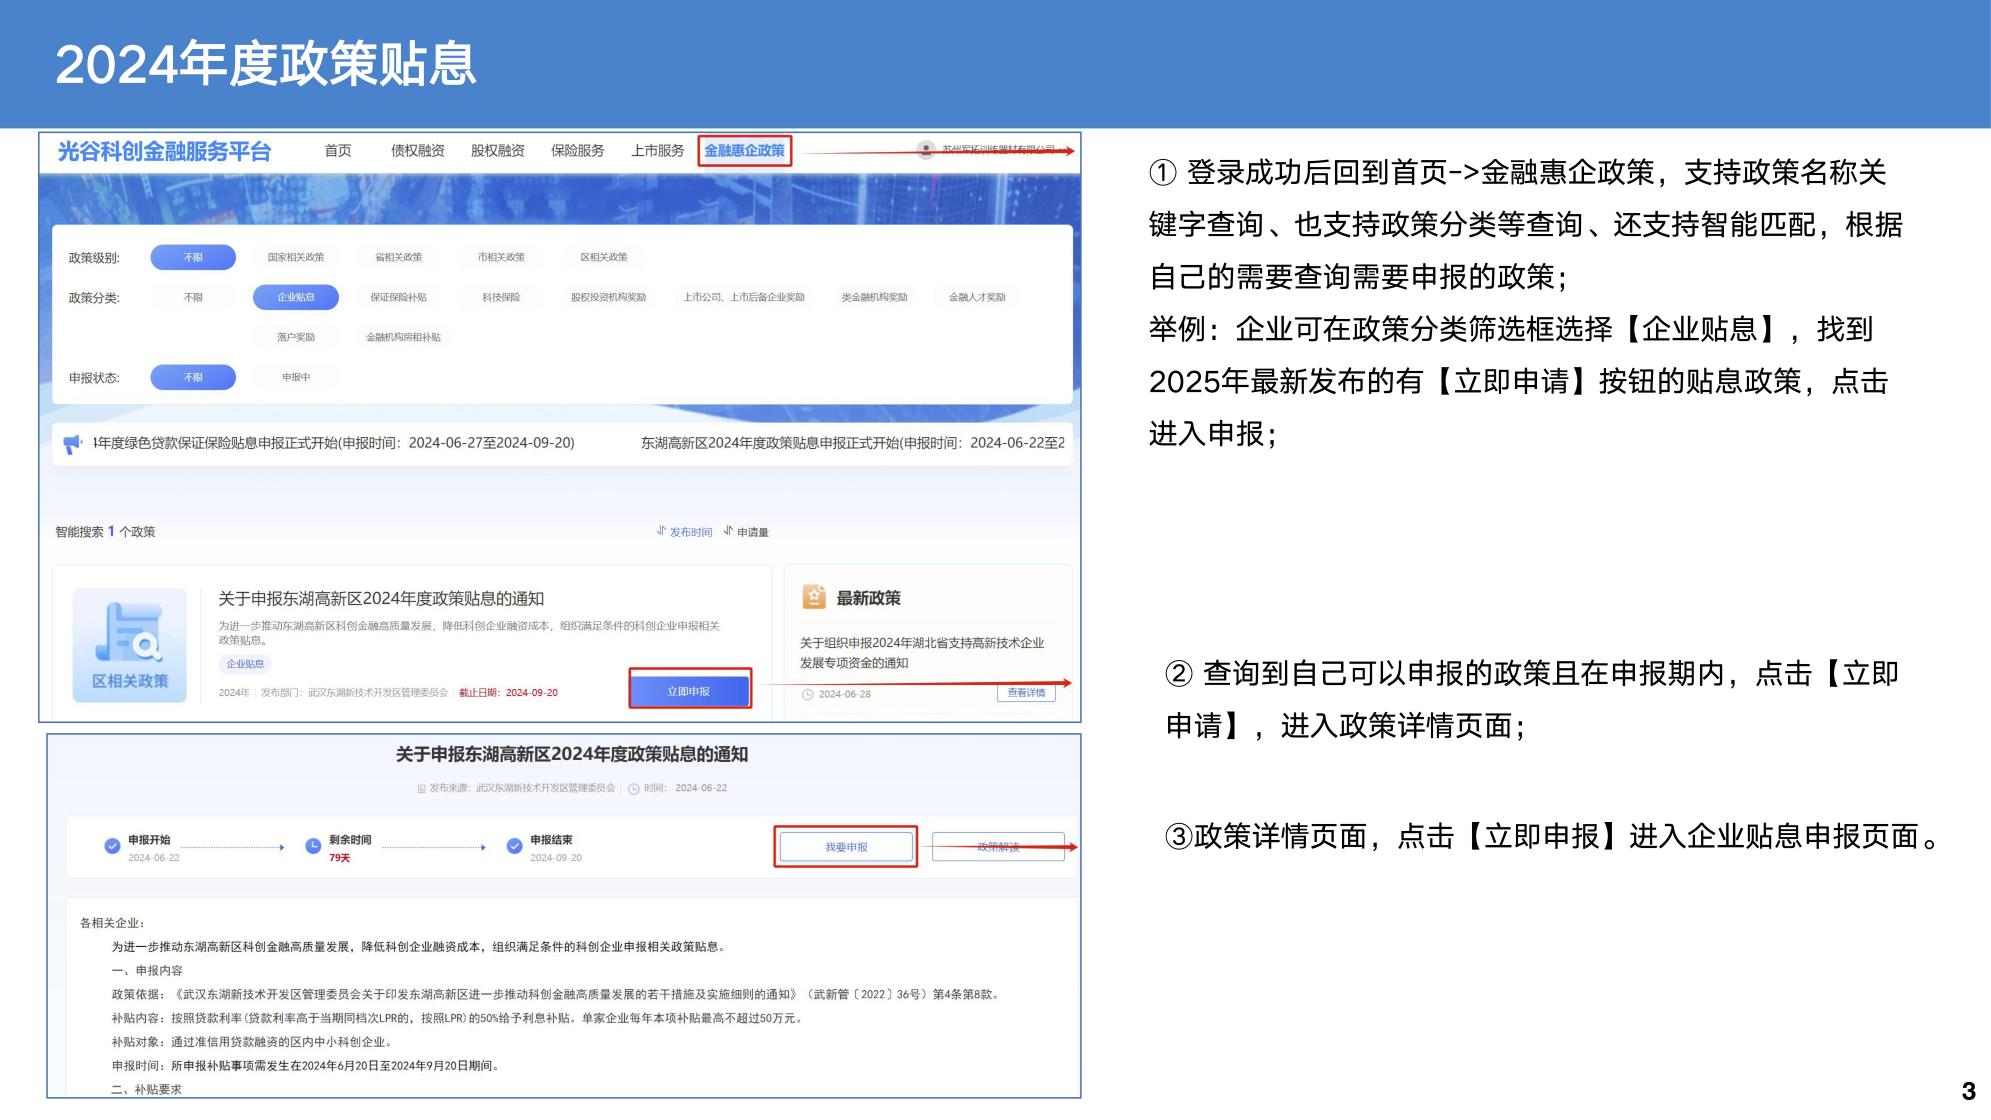 2024年度政策贴息
光谷科创金融服务平台 首页 债权融资 股权融资 保险服务 上市服务 金融惠企政策
政策级别: 不限 国家相关政策 省相关政策 市相关政策 区相关政策
政策分类: 不限 企业贴息 保证保险补贴 科技保险 股权投资机构奖励 上市公司、上市后备企业奖励 类金融机构奖励 金融人才奖励
落户奖励 金融机构房租补贴
申报状态: 不限 申报中
年度绿色贷款保证保险贴息申报正式开始(申报时间：2024-06-27至2024-09-20) 东湖高新区2024年度政策贴息申报正式开始(申报时间：2024-06-22至2
智能搜索 1 个政策 发布时间 申请量
关于申报东湖高新区2024年度政策贴息的通知
为进一步推动东湖高新区科创金融高质量发展，降低科创企业融资成本，组织满足条件的科创企业申报相关
政策贴息。
企业贴息
区相关政策
2024年 发布部门：武汉东湖新技术开发区管理委员会 截止日期：2024-09-20 立即申报
最新政策
关于组织申报2024年湖北省支持高新技术企业
发展专项资金的通知
2024-06-28 查看详情
关于申报东湖高新区2024年度政策贴息的通知
发布来源：武汉东湖新技术开发区管理委员会 时间： 2024-06-22
申报开始 剩余时间 申报结束 我要申报 政策解读
2024-06-22 79天 2024-09-20
各相关企业：
为进一步推动东湖高新区科创金融高质量发展，降低科创企业融资成本，组织满足条件的科创企业申报相关政策贴息。
一、申报内容
政策依据：《武汉东湖新技术开发区管理委员会关于印发东湖高新区进一步推动科创金融高质量发展的若干措施及实施细则的通知》（武新管〔2022〕36号）第4条第8款。
补贴内容：按照贷款利率(贷款利率高于当期同档次LPR的，按照LPR)的50%给予利息补贴。单家企业每年本项补贴最高不超过50万元。
补贴对象：通过准信用贷款融资的区内中小科创企业。
申报时间：所申报补贴事项需发生在2024年6月20日至2024年9月20日期间。
二、补贴要求
① 登录成功后回到首页->金融惠企政策，支持政策名称关
键字查询、也支持政策分类等查询、还支持智能匹配，根据
自己的需要查询需要申报的政策；
举例：企业可在政策分类筛选框选择【企业贴息】，找到
2025年最新发布的有【立即申请】按钮的贴息政策，点击
进入申报；
② 查询到自己可以申报的政策且在申报期内，点击【立即
申请】，进入政策详情页面；
③政策详情页面，点击【立即申报】进入企业贴息申报页面。
3